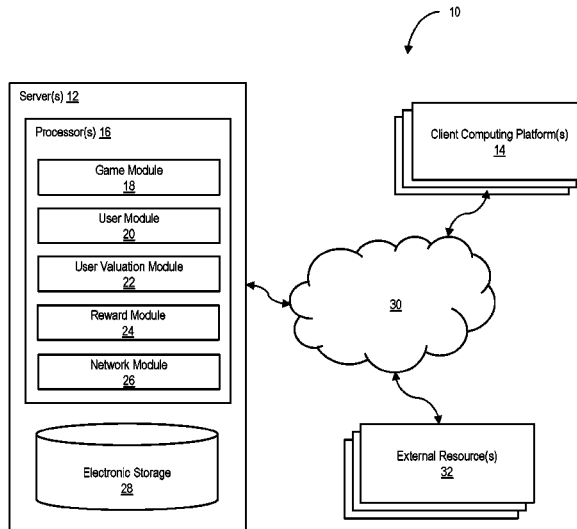 10
Server(s) 12
Processor(s) 16
Game Module
18
User Module
20
User Valuation Module
22
Reward Module
24
Network Module
26
Electronic Storage
28
Client Computing Platform(s)
14
30
External Resource(s)
32